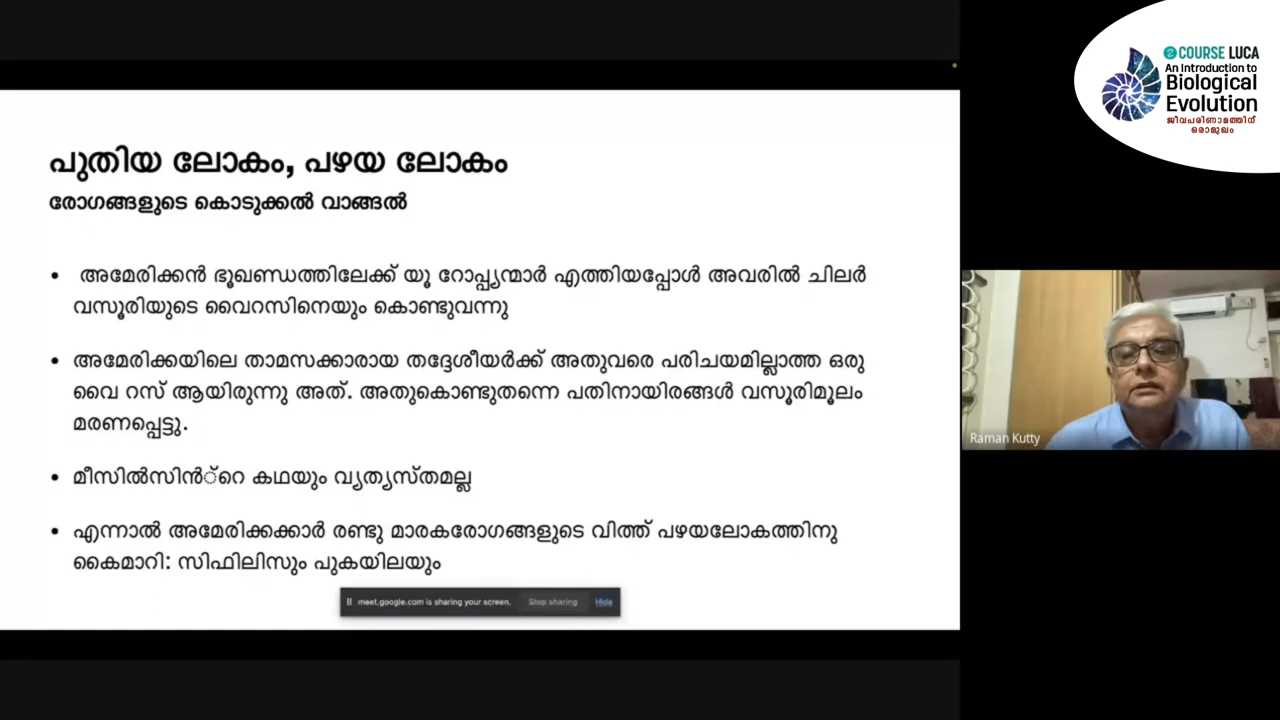 COURSE LUCA
An Introduction to
Biological
Evolution
ജീവപരിണാമത്തിന്
ഒരാമുഖം
പുതിയ ലോകം, പഴയ ലോകം
രോഗങ്ങളുടെ കൊടുക്കൽ വാങ്ങൽ
• അമേരിക്കൻ ഭൂഖണ്ഡത്തിലേക്ക് യൂ റോപ്പ്യന്മാർ എത്തിയപ്പോൾ അവരിൽ ചിലർ
വസൂരിയുടെ വൈറസിനെയും കൊണ്ടുവന്നു
• അമേരിക്കയിലെ താമസക്കാരായ തദ്ദേശീയർക്ക് അതുവരെ പരിചയമില്ലാത്ത ഒരു
വൈ റസ് ആയിരുന്നു അത്. അതുകൊണ്ടുതന്നെ പതിനായിരങ്ങൾ വസൂരിമൂലം
മരണപ്പെട്ടു.
• മീസിൽസിൻ്റെ കഥയും വ്യത്യസ്തമല്ല
• എന്നാൽ അമേരിക്കക്കാർ രണ്ടു മാരകരോഗങ്ങളുടെ വിത്ത് പഴയലോകത്തിനു
കൈമാറി: സിഫിലിസും പുകയിലയും
meet.google.com is sharing your screen. Stop sharing Hide
Raman Kutty